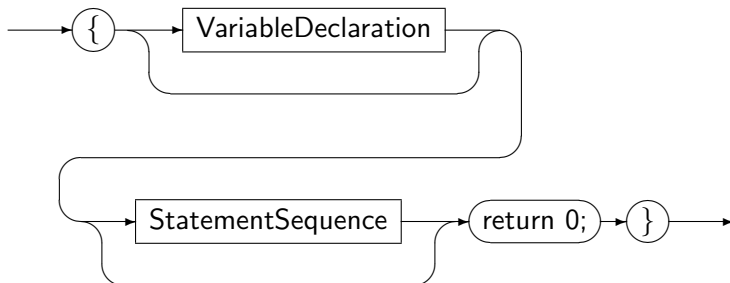 { VariableDeclaration
StatementSequence return 0; }